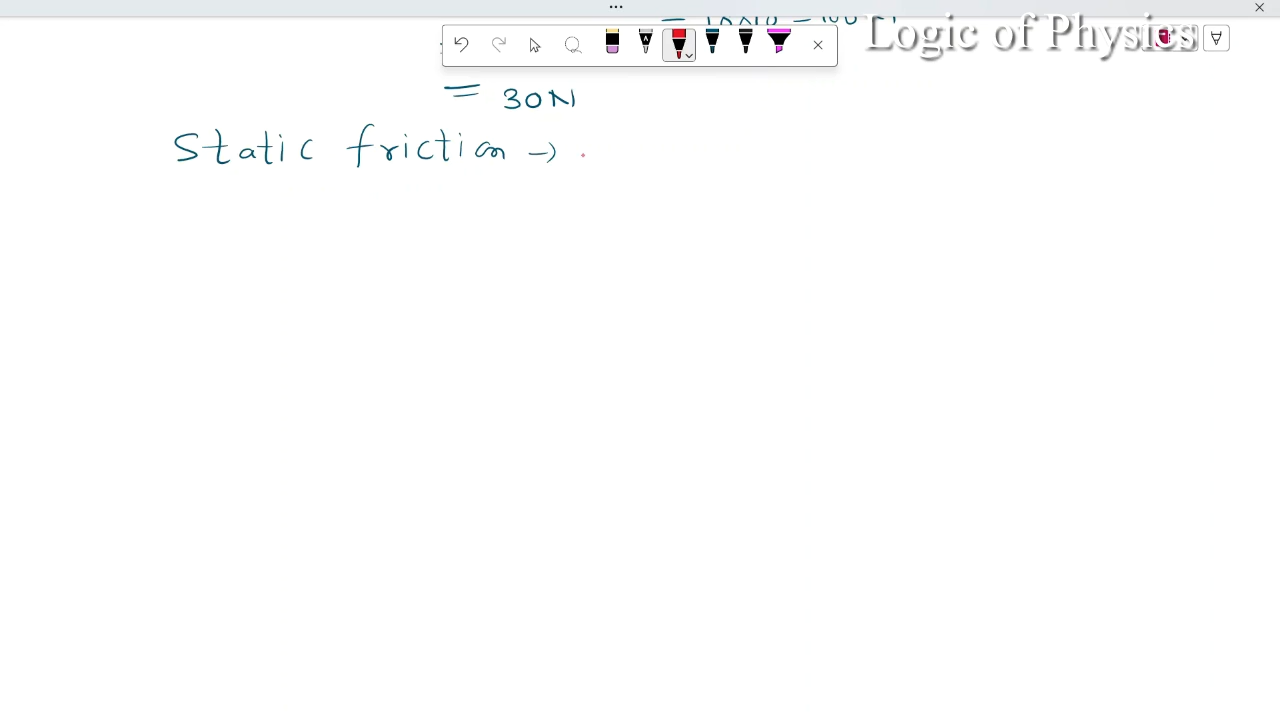 Logic of Physics
= 30N
Static friction →